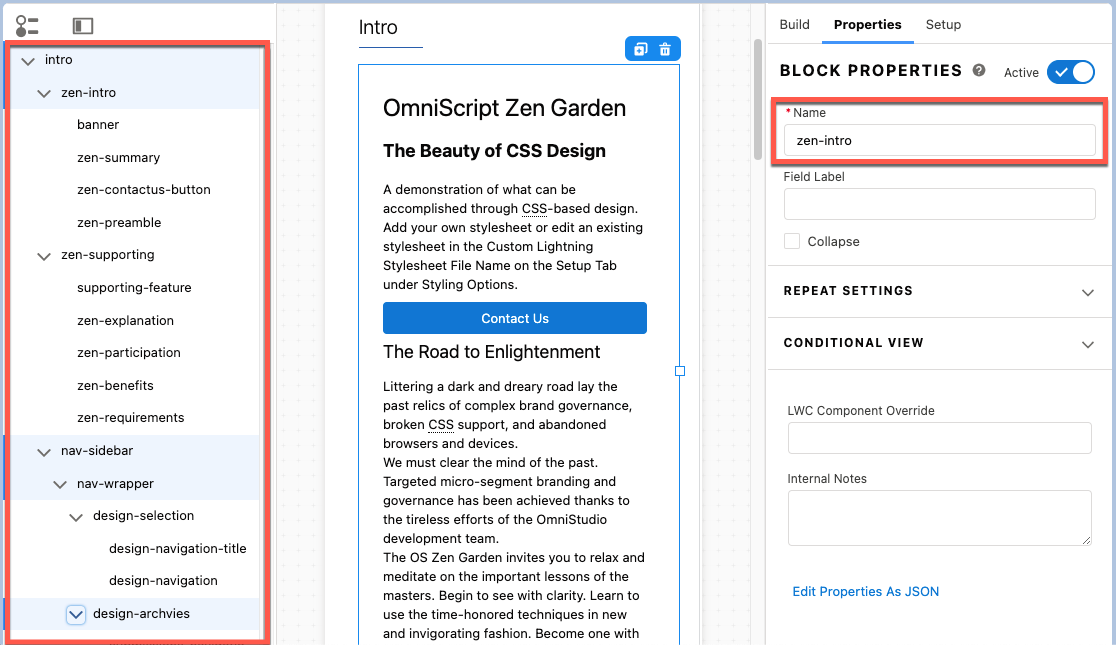 intro
zen-intro
banner
zen-summary
zen-contactus-button
zen-preamble
zen-supporting
supporting-feature
zen-explanation
zen-participation
zen-benefits
zen-requirements
nav-sidebar
nav-wrapper
design-selection
design-navigation-title
design-navigation
design-archvies
Intro
OmniScript Zen Garden
The Beauty of CSS Design
A demonstration of what can be
accomplished through CSS-based design.
Add your own stylesheet or edit an existing
stylesheet in the Custom Lightning
Stylesheet File Name on the Setup Tab
under Styling Options.
Contact Us
The Road to Enlightenment
Littering a dark and dreary road lay the
past relics of complex brand governance,
broken CSS support, and abandoned
browsers and devices.
We must clear the mind of the past.
Targeted micro-segment branding and
governance has been achieved thanks to
the tireless efforts of the OmniStudio
development team.
The OS Zen Garden invites you to relax and
meditate on the important lessons of the
masters. Begin to see with clarity. Learn to
use the time-honored techniques in new
and invigorating fashion. Become one with
Build Properties Setup
BLOCK PROPERTIES ? Active
* Name
zen-intro
Field Label
Collapse
REPEAT SETTINGS
CONDITIONAL VIEW
LWC Component Override
Internal Notes
Edit Properties As JSON